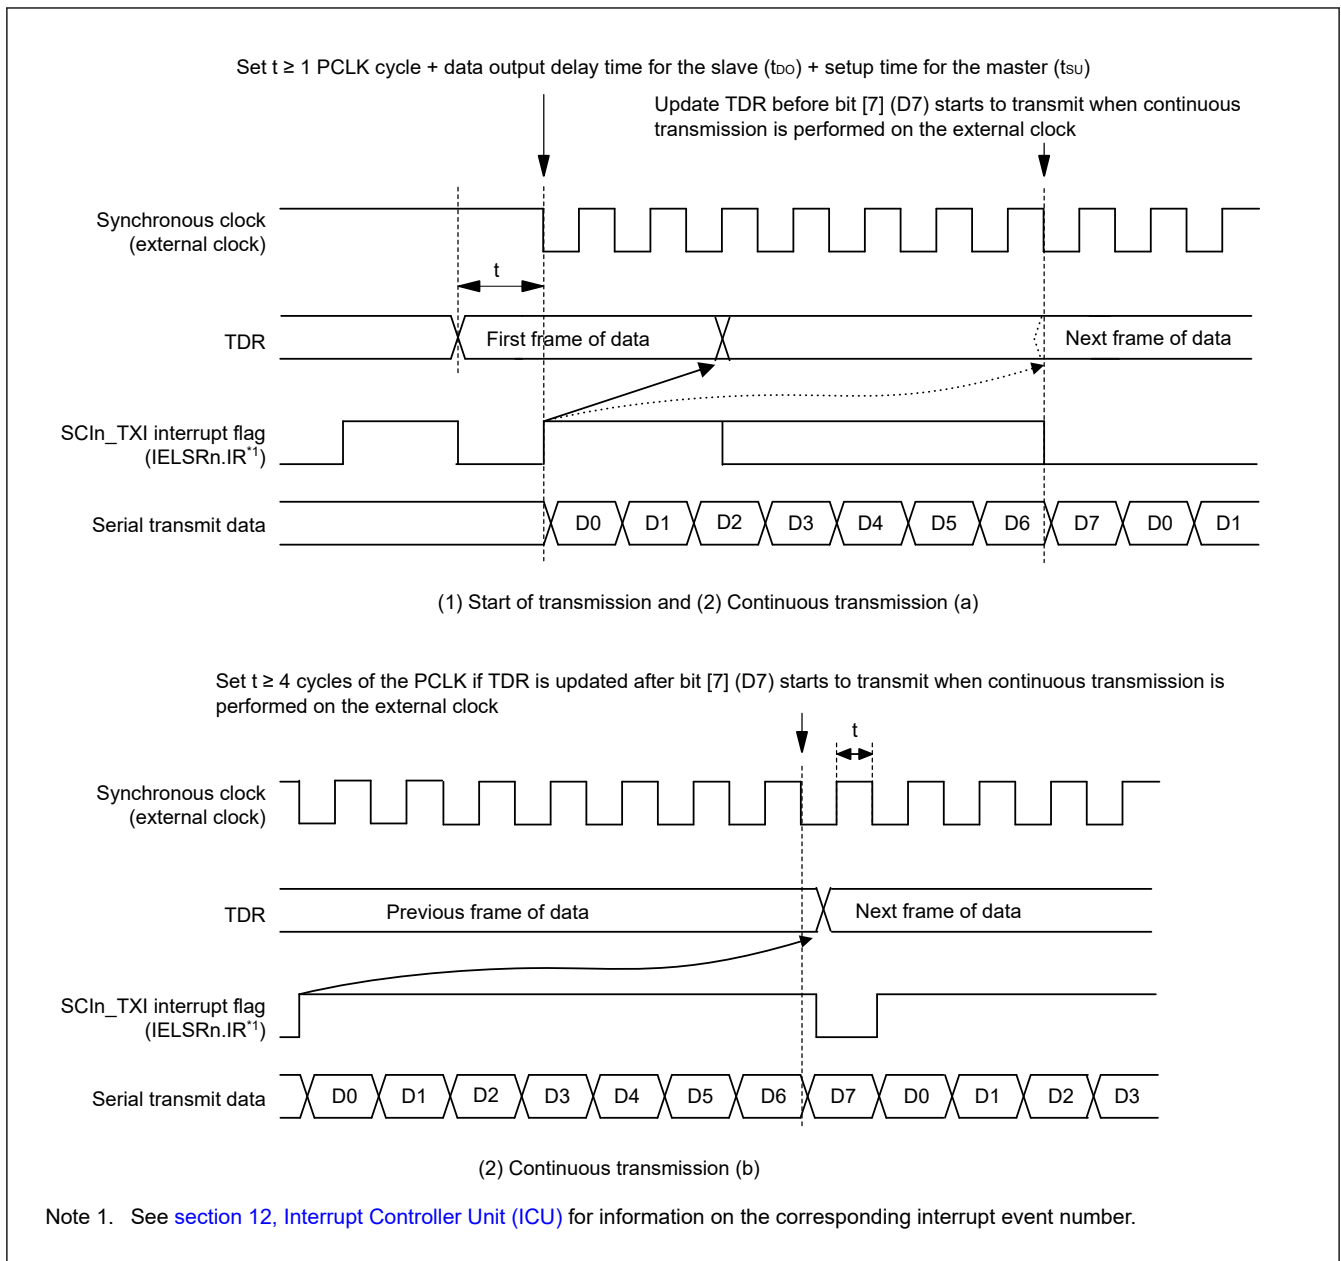 Set t ≥ 1 PCLK cycle + data output delay time for the slave (tDO) + setup time for the master (tSU)
Update TDR before bit [7] (D7) starts to transmit when continuous
transmission is performed on the external clock
Synchronous clock
(external clock)
t
TDR
First frame of data
Next frame of data
SCIn_TXI interrupt flag
(IELSRn.IR*1)
Serial transmit data
D0 D1 D2 D3 D4 D5 D6 D7 D0 D1
(1) Start of transmission and (2) Continuous transmission (a)
Set t ≥ 4 cycles of the PCLK if TDR is updated after bit [7] (D7) starts to transmit when continuous transmission is
performed on the external clock
t
Synchronous clock
(external clock)
TDR
Previous frame of data
Next frame of data
SCIn_TXI interrupt flag
(IELSRn.IR*1)
Serial transmit data
D0 D1 D2 D3 D4 D5 D6 D7 D0 D1 D2 D3
(2) Continuous transmission (b)
Note 1. See section 12, Interrupt Controller Unit (ICU) for information on the corresponding interrupt event number.